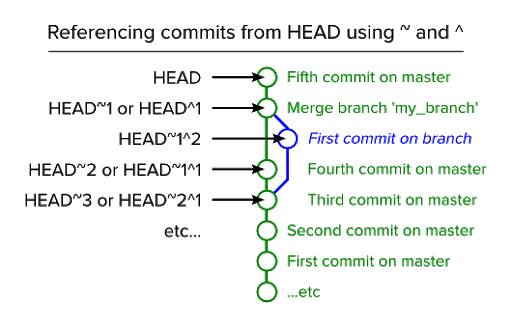 Referencing commits from HEAD using ~ and ^
HEAD Fifth commit on master
HEAD~1 or HEAD^1 Merge branch 'my_branch'
HEAD~1^2 First commit on branch
HEAD~2 or HEAD~1^1 Fourth commit on master
HEAD~3 or HEAD~2^1 Third commit on master
etc... Second commit on master
First commit on master
...etc